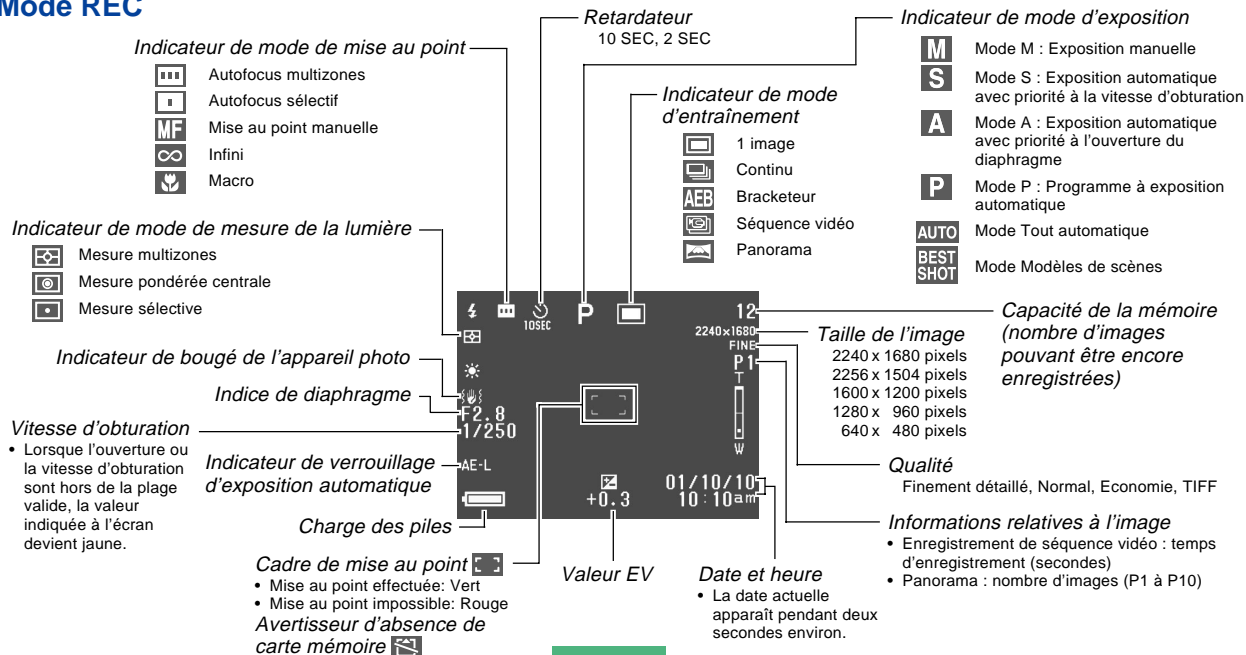 Mode REC
Indicateur de mode de mise au point
Autofocus multizones
Autofocus sélectif
MF Mise au point manuelle
Infini
Macro
Retardateur
10 SEC, 2 SEC
Indicateur de mode
d'entraînement
1 image
Continu
AEB Bracketeur
Séquence vidéo
Panorama
Indicateur de mode d'exposition
M Mode M : Exposition manuelle
S Mode S : Exposition automatique
avec priorité à la vitesse d'obturation
A Mode A : Exposition automatique
avec priorité à l'ouverture du
diaphragme
P Mode P : Programme à exposition
automatique
AUTO Mode Tout automatique
BEST
SHOT Mode Modèles de scènes
Indicateur de mode de mesure de la lumière
Mesure multizones
Mesure pondérée centrale
Mesure sélective
Indicateur de bougé de l'appareil photo
Indice de diaphragme
Vitesse d'obturation
• Lorsque l'ouverture ou
la vitesse d'obturation
sont hors de la plage
valide, la valeur
indiquée à l'écran
devient jaune.
Indicateur de verrouillage
d'exposition automatique
Charge des piles
10SEC
P
12
2240×1680
FINE
P1
T
W
F2.8
1/250
AE-L
+0.3
01/10/10
10:10am
Capacité de la mémoire
(nombre d'images
pouvant être encore
enregistrées)
Taille de l'image
2240 x 1680 pixels
2256 x 1504 pixels
1600 x 1200 pixels
1280 x 960 pixels
640 x 480 pixels
Qualité
Finement détaillé, Normal, Economie, TIFF
Informations relatives à l'image
• Enregistrement de séquence vidéo : temps
d'enregistrement (secondes)
• Panorama : nombre d'images (P1 à P10)
Cadre de mise au point
• Mise au point effectuée: Vert
• Mise au point impossible: Rouge
Avertisseur d'absence de
carte mémoire
Valeur EV
Date et heure
• La date actuelle
apparaît pendant deux
secondes environ.